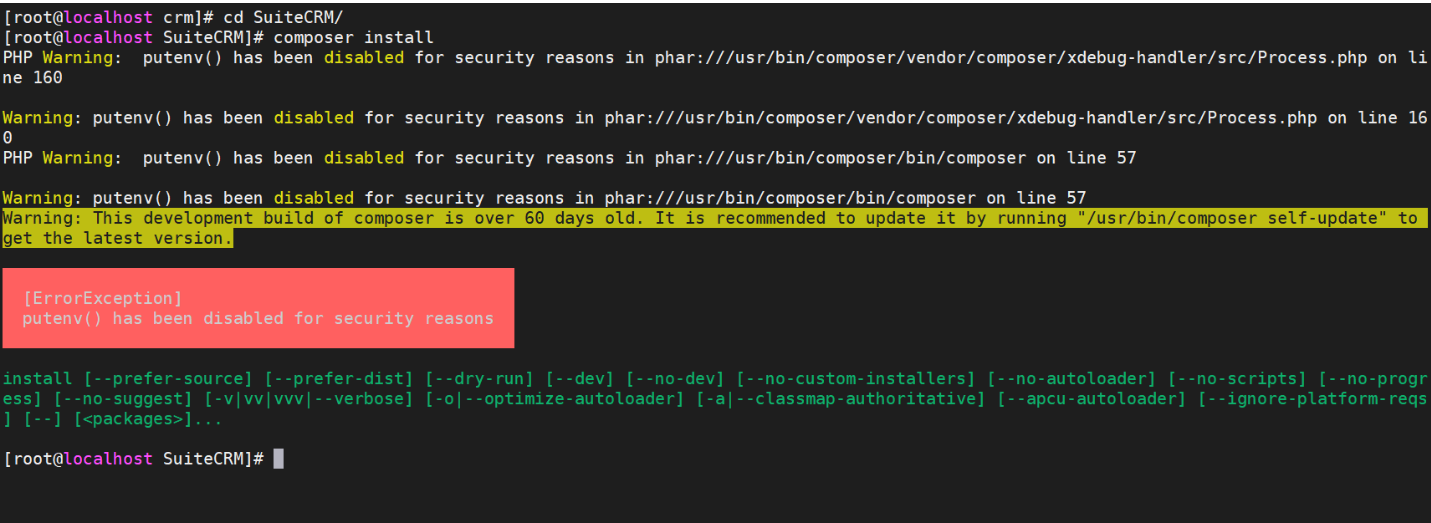 [root@localhost crm]# cd SuiteCRM/
[root@localhost SuiteCRM]# composer install
PHP Warning:  putenv() has been disabled for security reasons in phar:///usr/bin/composer/vendor/composer/xdebug-handler/src/Process.php on li
ne 160
Warning: putenv() has been disabled for security reasons in phar:///usr/bin/composer/vendor/composer/xdebug-handler/src/Process.php on line 16
0
PHP Warning:  putenv() has been disabled for security reasons in phar:///usr/bin/composer/bin/composer on line 57
Warning: putenv() has been disabled for security reasons in phar:///usr/bin/composer/bin/composer on line 57
Warning: This development build of composer is over 60 days old. It is recommended to update it by running "/usr/bin/composer self-update" to
get the latest version.
[ErrorException]
putenv() has been disabled for security reasons
install [--prefer-source] [--prefer-dist] [--dry-run] [--dev] [--no-dev] [--no-custom-installers] [--no-autoloader] [--no-scripts] [--no-progr
ess] [--no-suggest] [-v|vv|vvv|--verbose] [-o|--optimize-autoloader] [-a|--classmap-authoritative] [--apcu-autoloader] [--ignore-platform-reqs
] [--] [<packages>]...
[root@localhost SuiteCRM]#